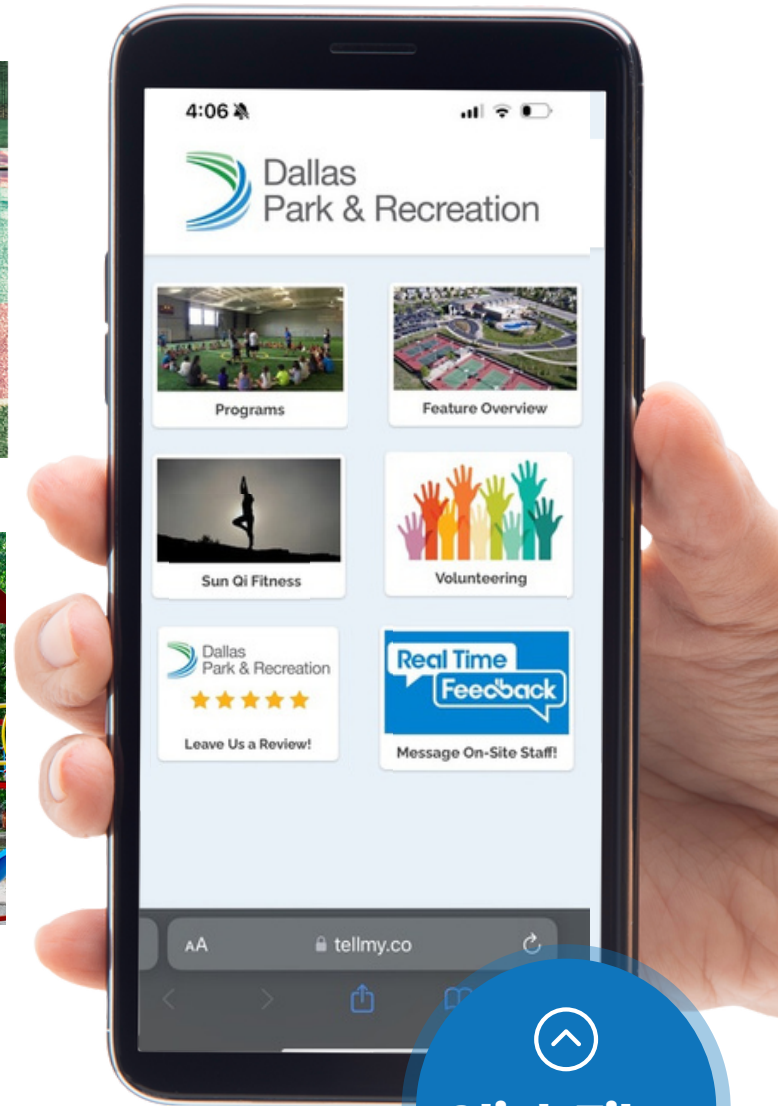 4:06
Dallas
Park & Recreation
Programs
Feature Overview
Sun Qi Fitness
Volunteering
Dallas
Park & Recreation
Leave Us a Review!
Real Time
Feedback
Message On-Site Staff!
AA
tellmy.co